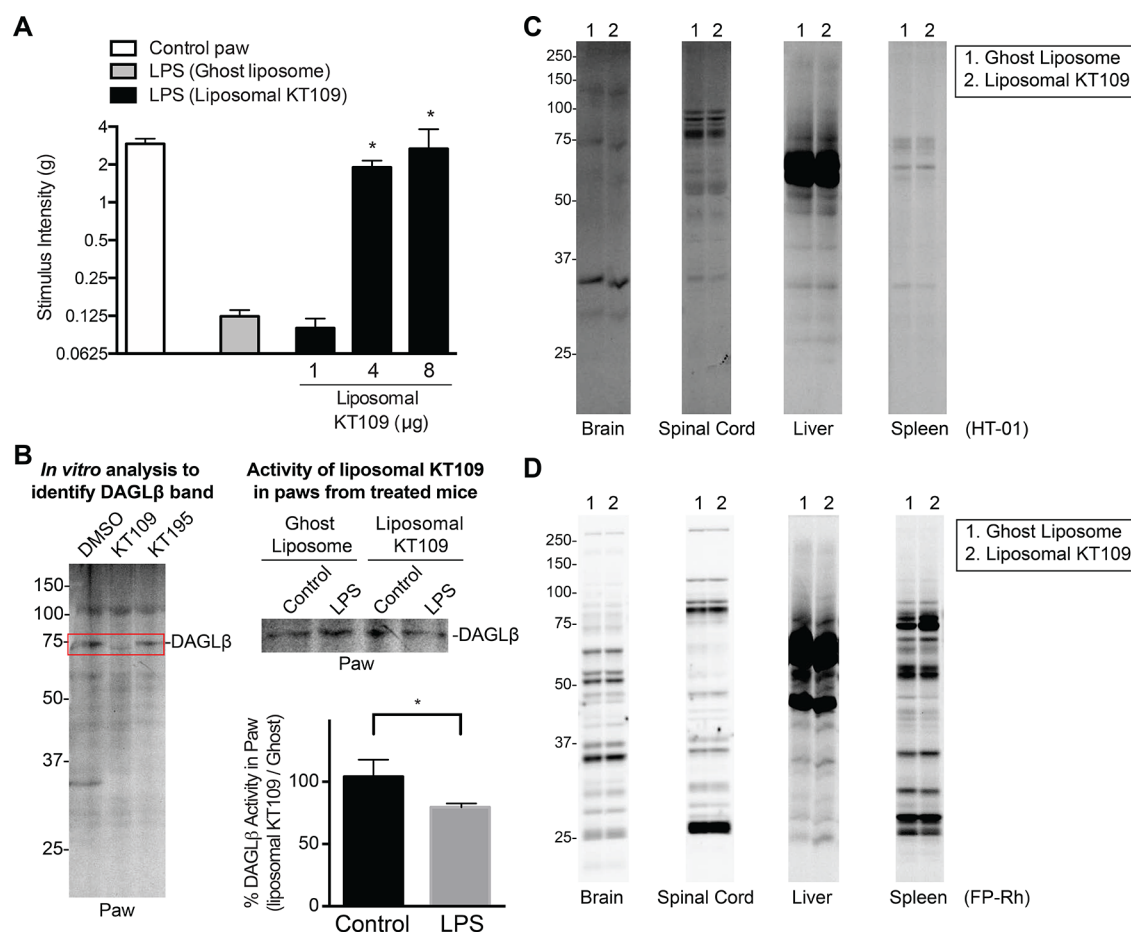 A
Control paw
LPS (Ghost liposome)
LPS (Liposomal KT109)
Stimulus Intensity (g)
4
2
1
0.5
0.25
0.125
0.0625
*
*
1 4 8
Liposomal
KT109 (μg)
B
In vitro analysis to
identify DAGLβ band
DMSO
KT109
KT195
150-
100-
75-
50-
37-
25-
-DAGLβ
Paw
Activity of liposomal KT109
in paws from treated mice
Ghost
Liposome
Liposomal
KT109
Control
LPS
Control
LPS
-DAGLβ
Paw
% DAGLβ Activity in Paw
(liposomal KT109 / Ghost)
100
50
0
*
Control LPS
C
1 2
1 2
1 2
1 2
1. Ghost Liposome
2. Liposomal KT109
250-
150-
100-
75-
50-
37-
25-
Brain Spinal Cord Liver Spleen (HT-01)
D
1 2
1 2
1 2
1 2
1. Ghost Liposome
2. Liposomal KT109
250-
150-
100-
75-
50-
37-
25-
Brain Spinal Cord Liver Spleen (FP-Rh)